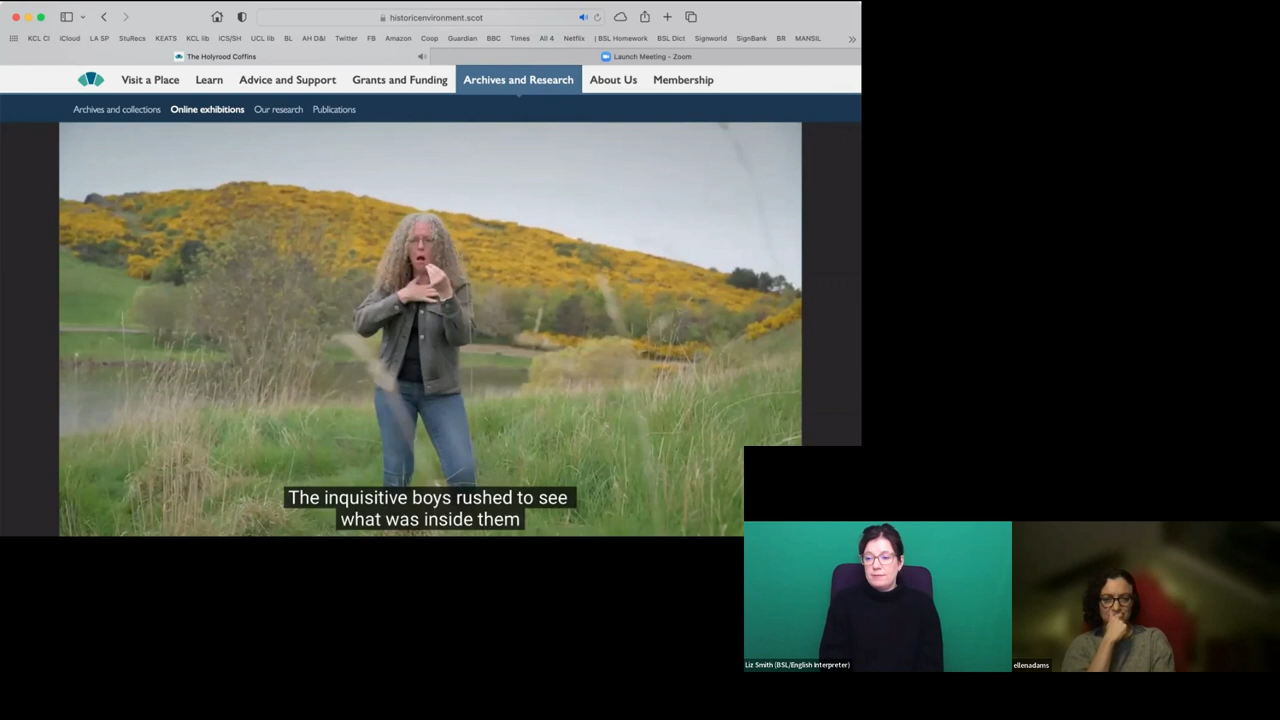 historicenvironment.scot
KCL CI iCloud LA SP StuRecs KEATS KCL lib ICS/SH UCL lib BL AH D&I Twitter FB Amazon Coop Guardian BBC Times All 4 Netflix | BSL Homework BSL Dict Signworld SignBank BR MANSIL
The Holyrood Coffins Launch Meeting - Zoom
Visit a Place Learn Advice and Support Grants and Funding Archives and Research About Us Membership
Archives and collections Online exhibitions Our research Publications
The inquisitive boys rushed to see
what was inside them
Liz Smith (BSL/English Interpreter) ellenadams